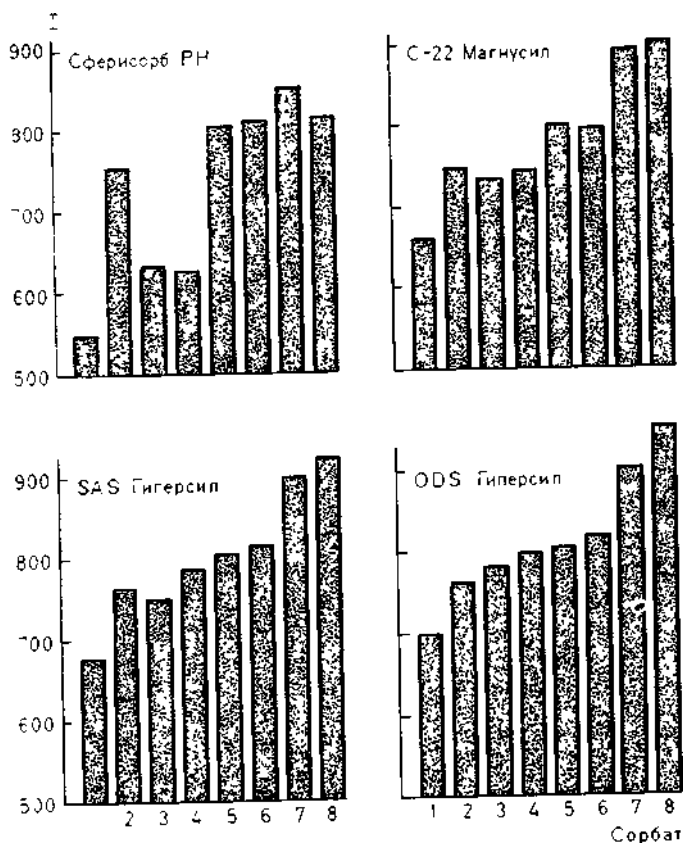 I
900
800
700
600
500
Сферисорб РН
С-22 Магнусил
900
800
700
600
500
SAS Гиперсил
ODS Гиперсил
2 3 4 5 6 7 8
1 2 3 4 5 6 7 8
Сорбат